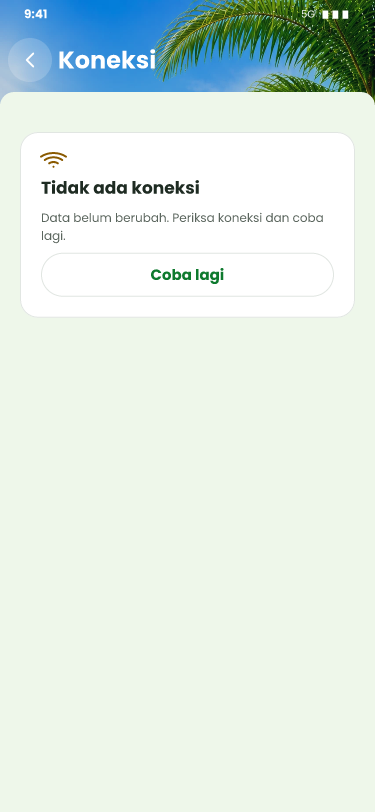 9:41
5G
Koneksi
Tidak ada koneksi
Data belum berubah. Periksa koneksi dan coba
lagi.
Coba lagi